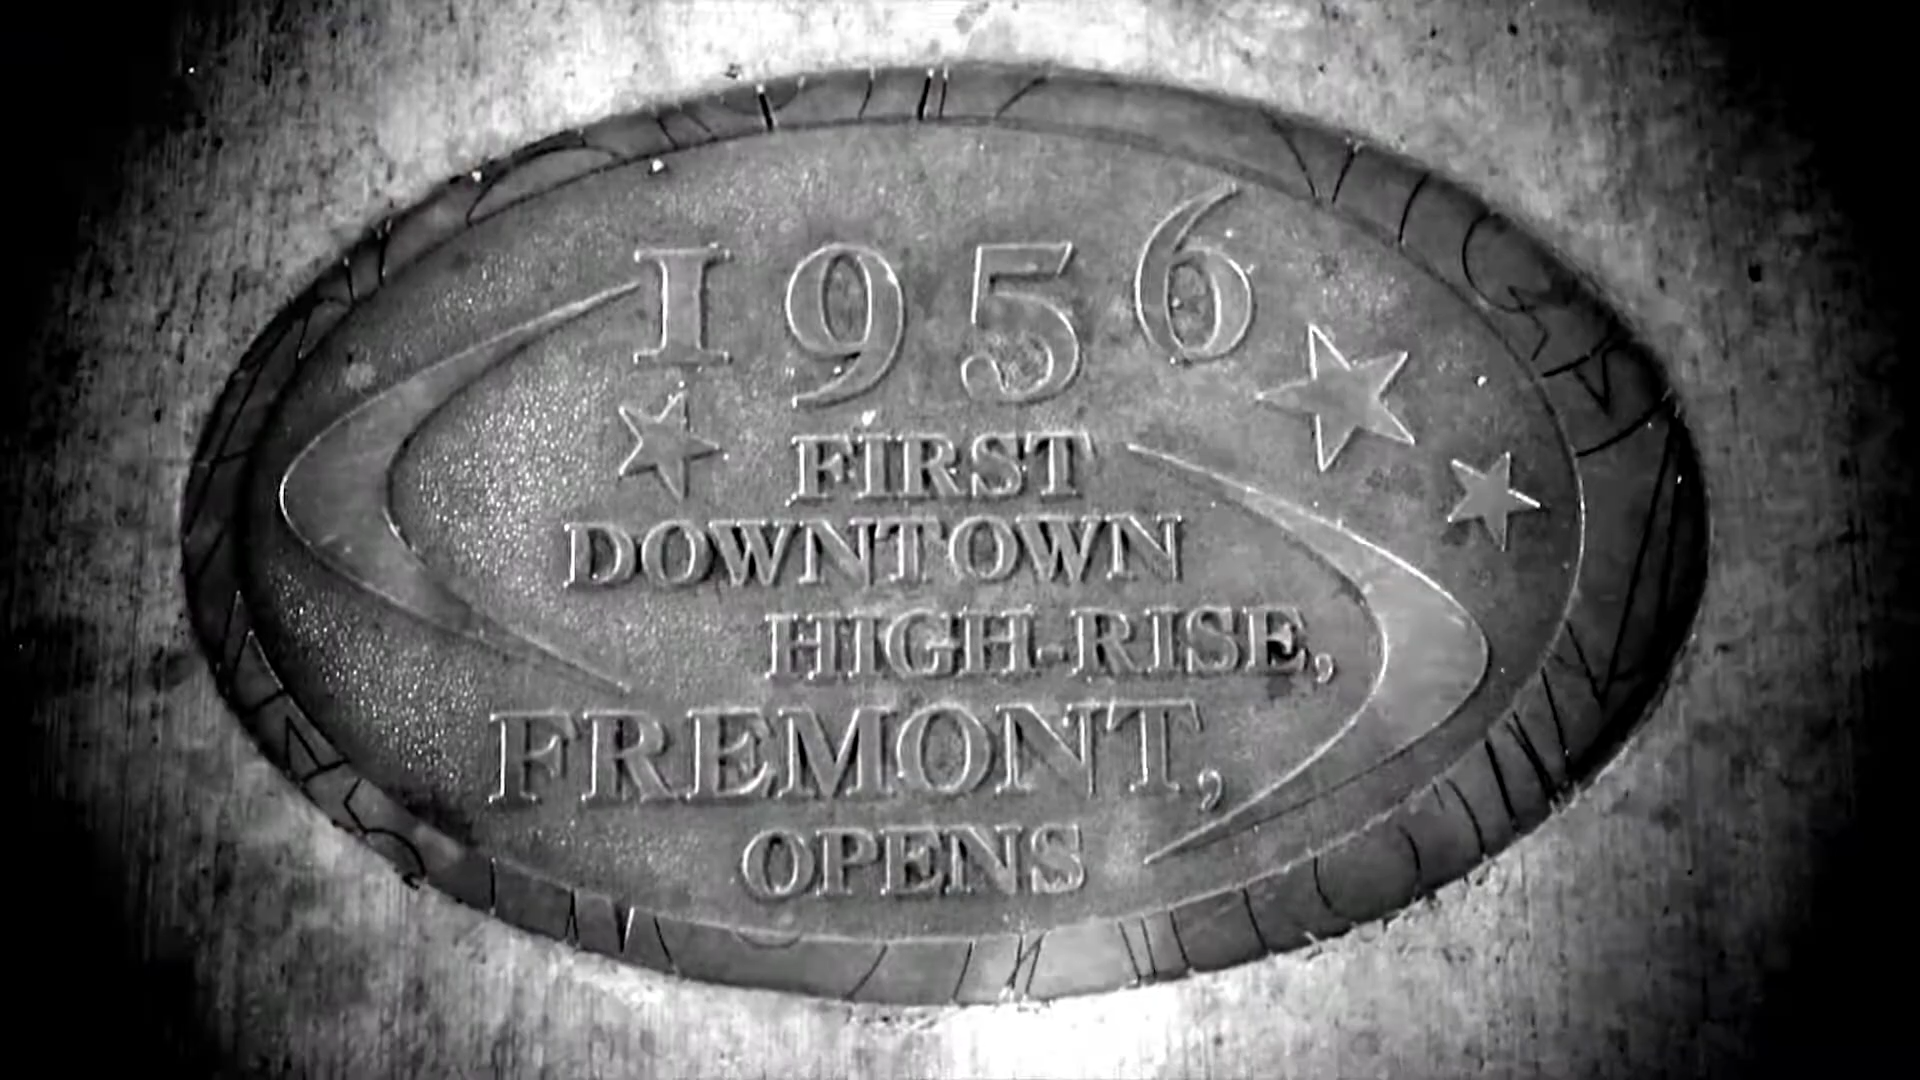 1956
FIRST
DOWNTOWN
HIGH-RISE,
FREMONT,
OPENS